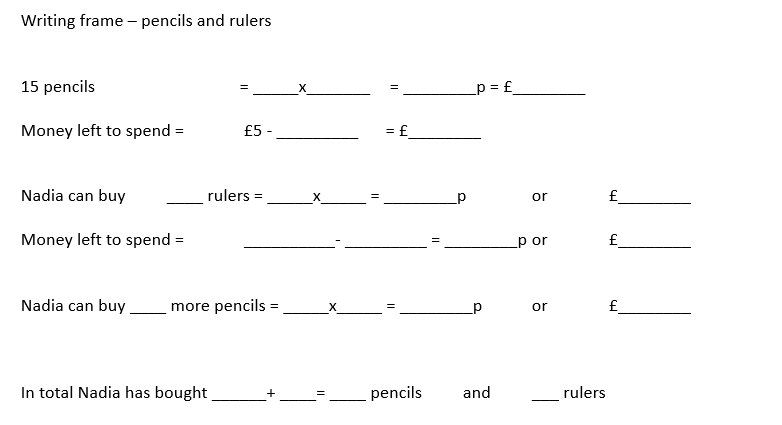 Writing frame – pencils and rulers
15 pencils = _____x_______ = ________p = £________
Money left to spend = £5 - _________ = £________
Nadia can buy ____ rulers = _____x_____ = ________p or £________
Money left to spend = __________- _________ = ________p or £________
Nadia can buy ____ more pencils = _____x_____ = ________p or £________
In total Nadia has bought ______+ ____= ____ pencils and ___ rulers